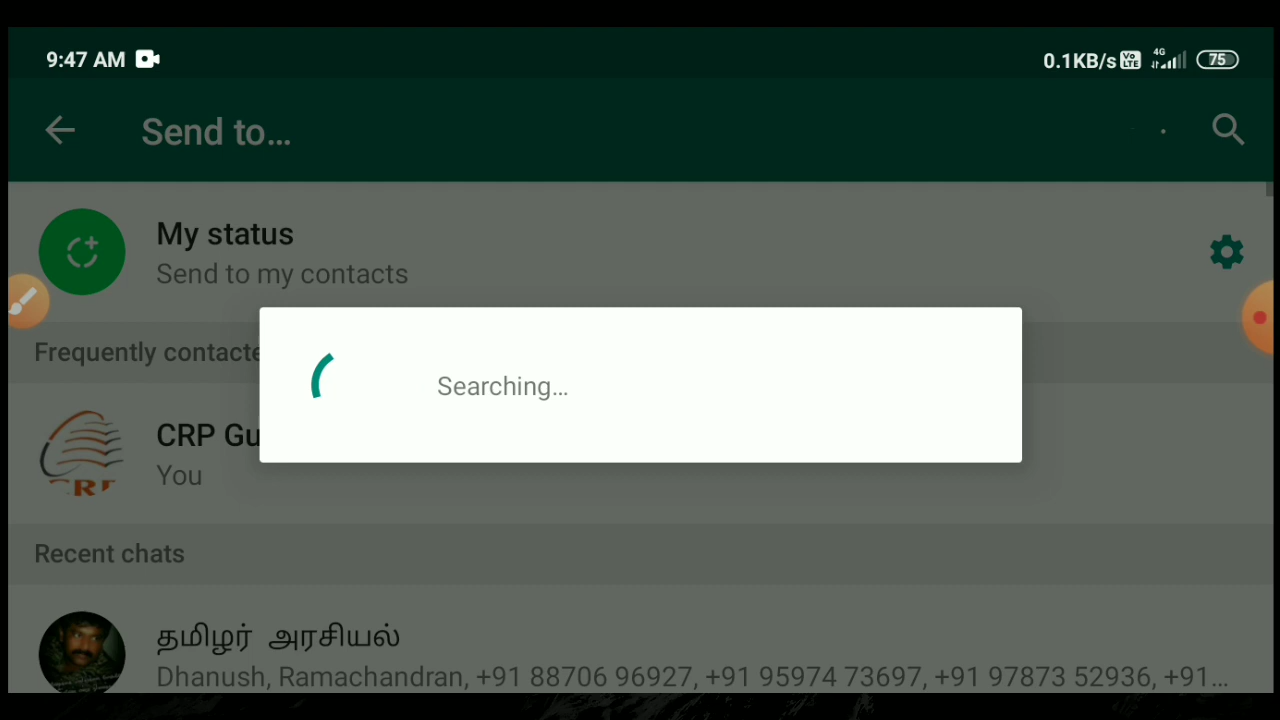 9:47 AM 0.1KB/s Vo LTE 4G 75
Send to...
My status
Send to my contacts
Frequently contacte
Searching...
CRP Gu
You
Recent chats
தமிழர் அரசியல்
Dhanush, Ramachandran, +91 88706 96927, +91 95974 73697, +91 97873 52936, +91...